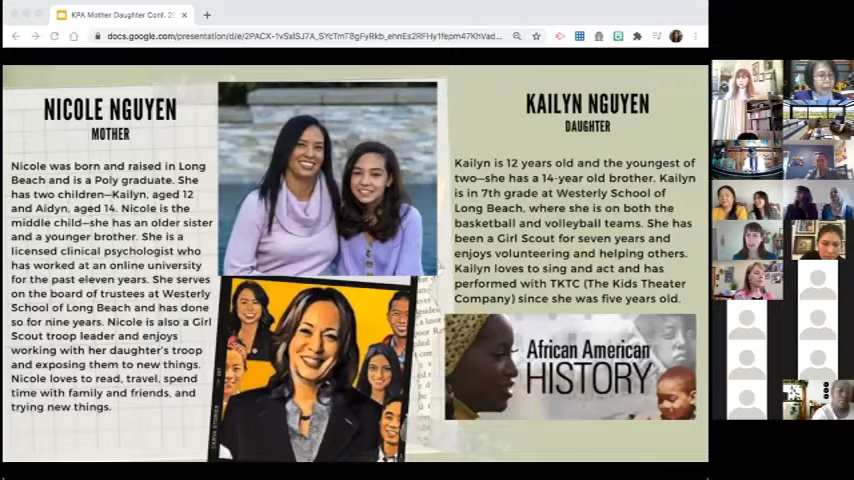 KPA Mother Daughter Conf. 20
docs.google.com/presentation/d/e/2PACX-1vSxlSJ7A_SYcTmT8gFyRkb_ehnEs2RFHy1fepm47KhVad...
NICOLE NGUYEN
MOTHER
Nicole was born and raised in Long
Beach and is a Poly graduate. She
has two children—Kailyn, aged 12
and Aidyn, aged 14. Nicole is the
middle child—she has an older sister
and a younger brother. She is a
licensed clinical psychologist who
has worked at an online university
for the past eleven years. She serves
on the board of trustees at Westerly
School of Long Beach and has done
so for nine years. Nicole is also a Girl
Scout troop leader and enjoys
working with her daughter's troop
and exposing them to new things.
Nicole loves to read, travel, spend
time with family and friends, and
trying new things.
KAILYN NGUYEN
DAUGHTER
Kailyn is 12 years old and the youngest of
two—she has a 14-year old brother. Kailyn
is in 7th grade at Westerly School of
Long Beach, where she is on both the
basketball and volleyball teams. She has
been a Girl Scout for seven years and
enjoys volunteering and helping others.
Kailyn loves to sing and act and has
performed with TKTC (The Kids Theater
Company) since she was five years old.
African American
HISTORY